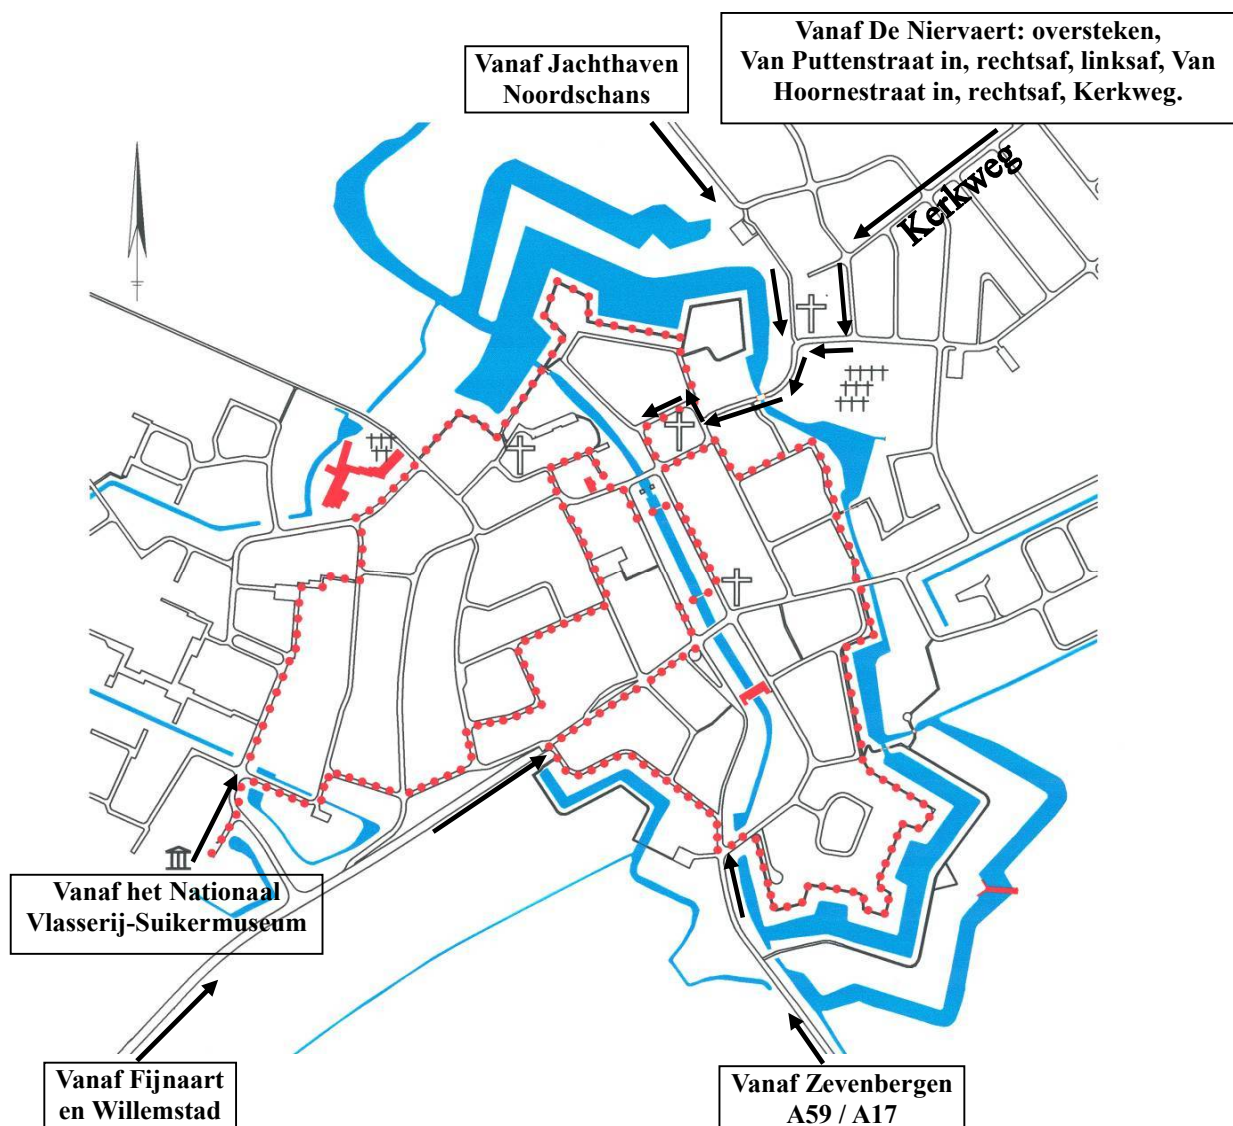 Vanaf De Niervaert: oversteken,
Van Puttenstraat in, rechtsaf, linksaf, Van
Hoornestraat in, rechtsaf, Kerkweg.
Vanaf Jachthaven
Noordschans
Kerkweg
Vanaf het Nationaal
Vlasserij-Suikermuseum
Vanaf Fijnaart
en Willemstad
Vanaf Zevenbergen
A59 / A17